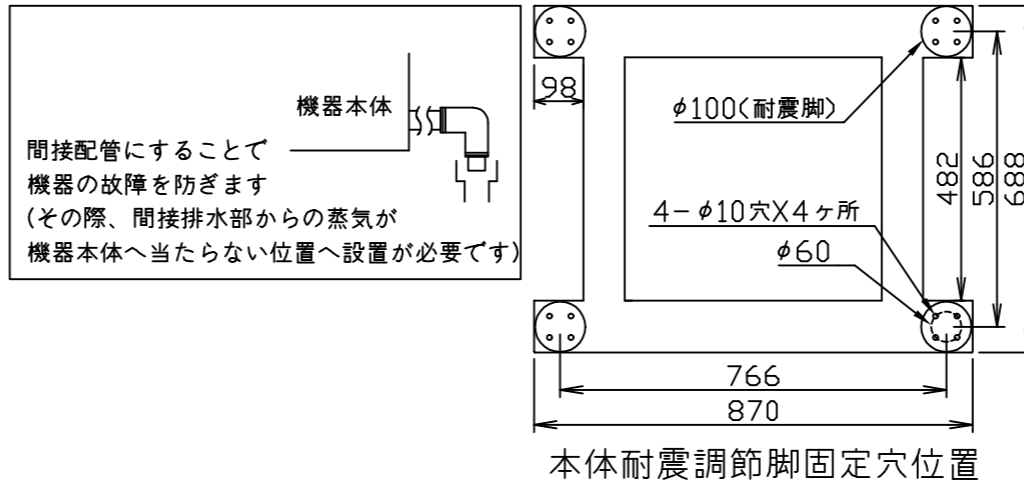 機器本体
間接配管にすることで
機器の故障を防ぎます
(その際、間接排水部からの蒸気が
機器本体へ当たらない位置へ設置が必要です)
98
φ100(耐震脚)
482
586
688
4-φ10穴X4ヶ所
φ60
766
870
本体耐震調節脚固定穴位置